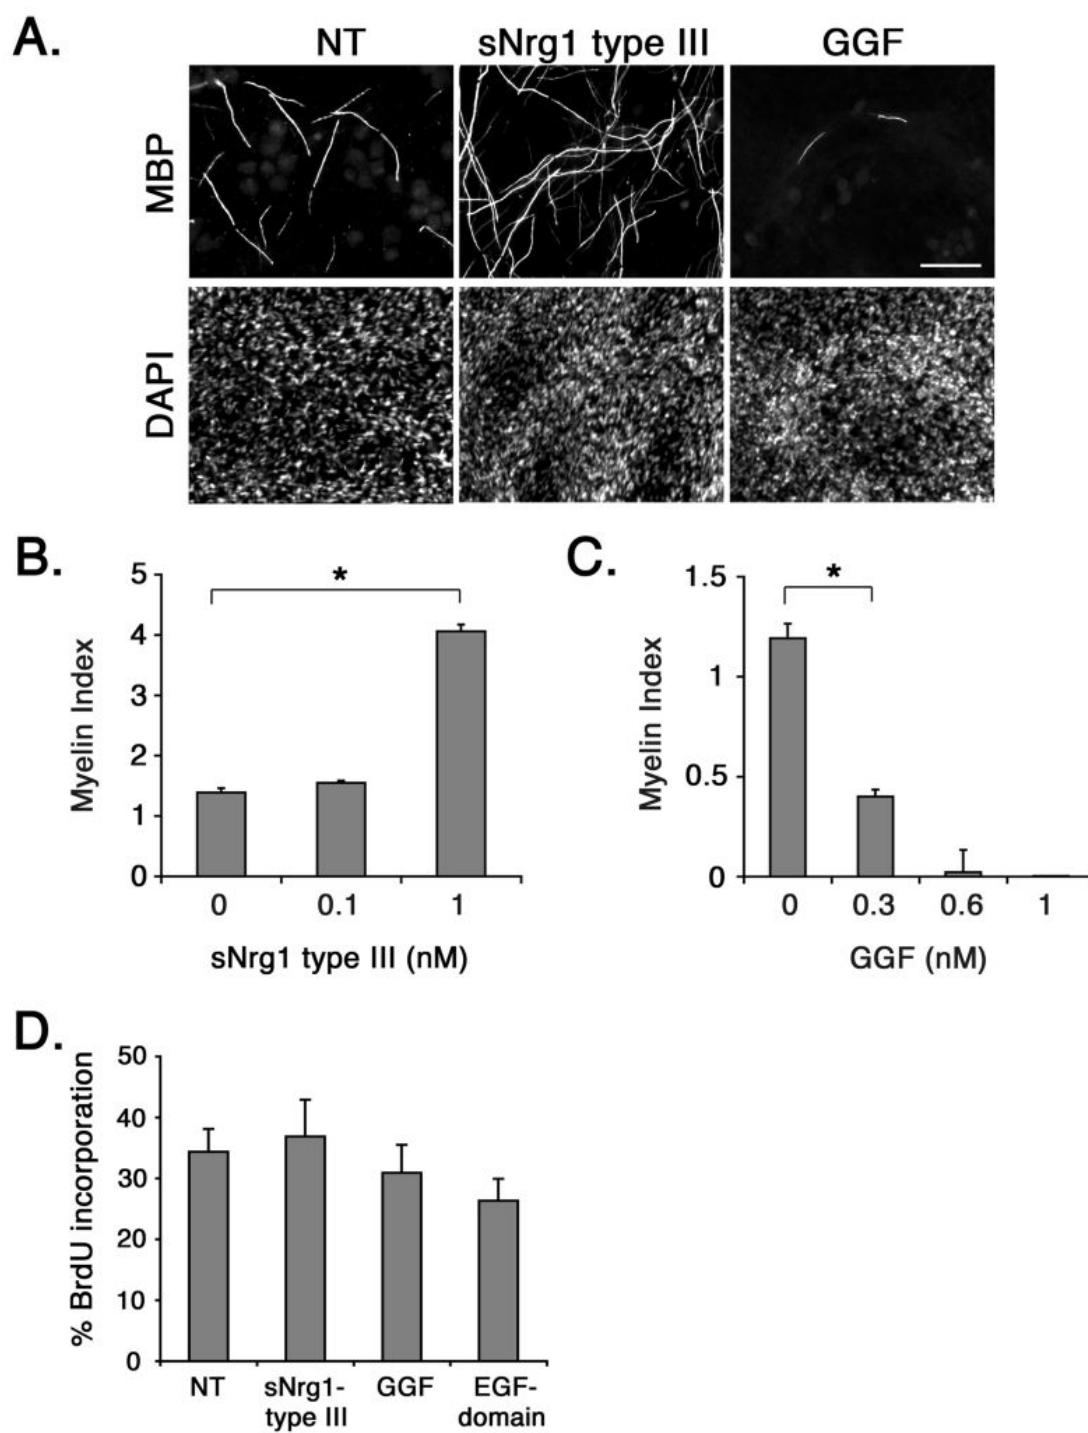 A.
NT sNrg1 type III GGF
MBP
DAPI
B.
Myelin Index
5
4
3
2
1
0
*
0 0.1 1
sNrg1 type III (nM)
C.
Myelin Index
1.5
1
0.5
0
*
0 0.3 0.6 1
GGF (nM)
D.
% BrdU incorporation
50
40
30
20
10
0
NT sNrg1- GGF EGF-
type III domain